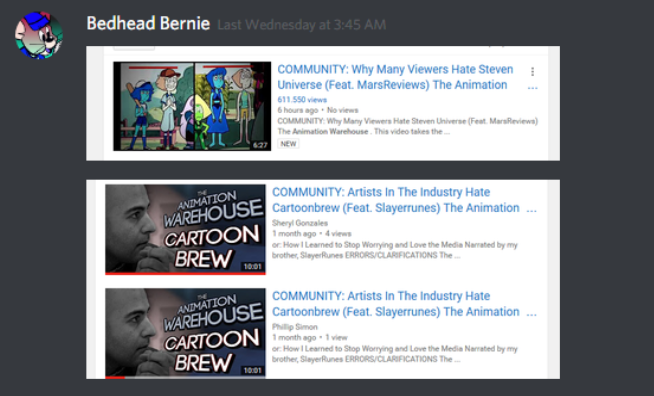 Bedhead Bernie Last Wednesday at 3:45 AM
COMMUNITY: Why Many Viewers Hate Steven
Universe (Feat. MarsReviews) The Animation ...
611.550 views
6 hours ago • No views
COMMUNITY: Why Many Viewers Hate Steven Universe (Feat. MarsReviews)
The Animation Warehouse . This video takes the ...
NEW
6:27
THE
ANIMATION
WAREHOUSE
CARTOON
BREW
10:01
COMMUNITY: Artists In The Industry Hate
Cartoonbrew (Feat. Slayerrunes) The Animation ...
Sheryl Gonzales
1 month ago • 4 views
or: How I Learned to Stop Worrying and Love the Media Narrated by my
brother, SlayerRunes ERRORS/CLARIFICATIONS The ...
THE
ANIMATION
WAREHOUSE
CARTOON
BREW
10:01
COMMUNITY: Artists In The Industry Hate
Cartoonbrew (Feat. Slayerrunes) The Animation ...
Phillip Simon
1 month ago • 1 view
or: How I Learned to Stop Worrying and Love the Media Narrated by my
brother, SlayerRunes ERRORS/CLARIFICATIONS The ...